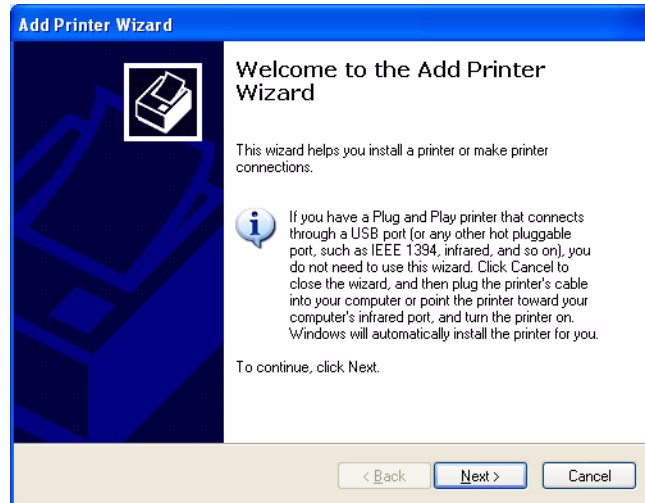 Add Printer Wizard
Welcome to the Add Printer
Wizard
This wizard helps you install a printer or make printer
connections.
If you have a Plug and Play printer that connects
through a USB port (or any other hot pluggable
port, such as IEEE 1394, infrared, and so on), you
do not need to use this wizard. Click Cancel to
close the wizard, and then plug the printer's cable
into your computer or point the printer toward your
computer's infrared port, and turn the printer on.
Windows will automatically install the printer for you.
To continue, click Next.
< Back Next > Cancel